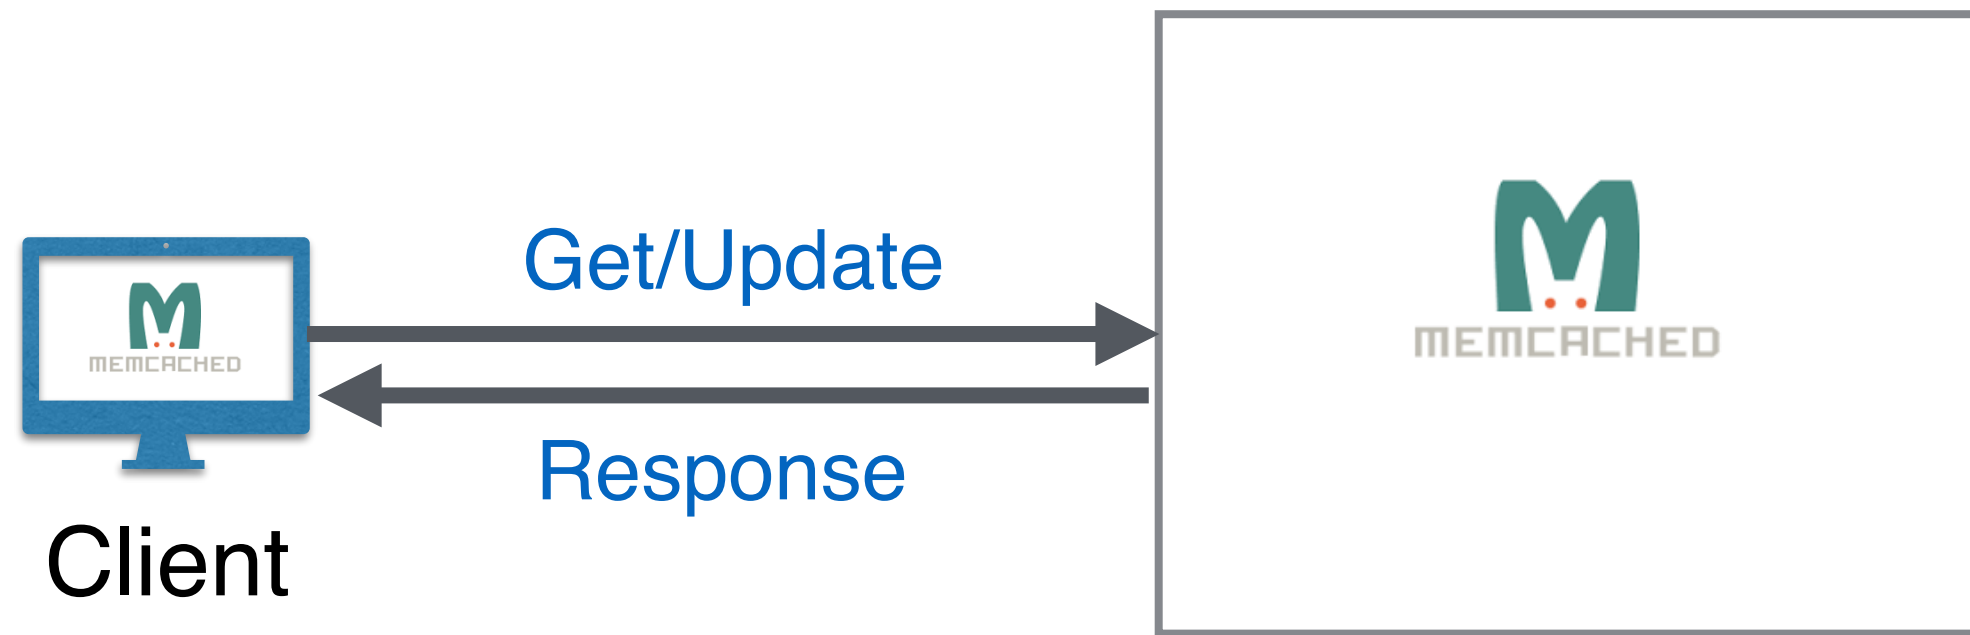 Get/Update
MEMCACHED
MEMCACHED
Response
Client